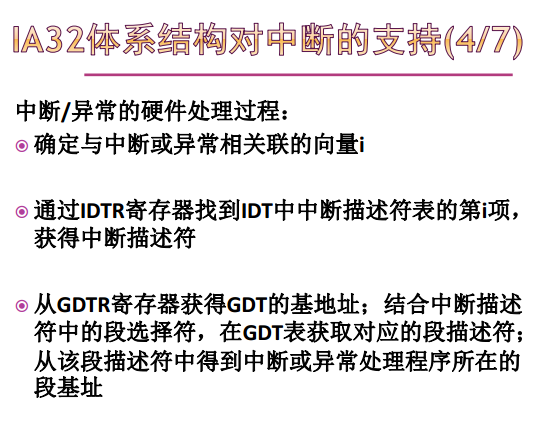 IA32体系结构对中断的支持(4/7)
中断/异常的硬件处理过程：
确定与中断或异常相关联的向量i
通过IDTR寄存器找到IDT中中断描述符表的第i项，
获得中断描述符
从GDTR寄存器获得GDT的基地址；结合中断描述
符中的段选择符，在GDT表获取对应的段描述符；
从该段描述符中得到中断或异常处理程序所在的
段基址